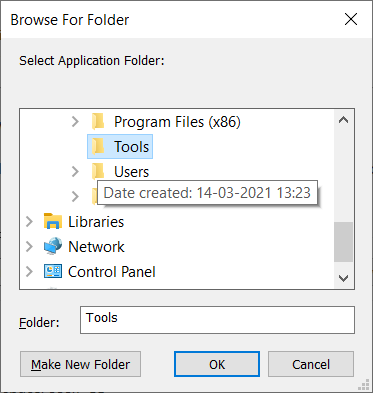 Browse For Folder
Select Application Folder:
Program Files (x86)
Tools
Users
Date created: 14-03-2021 13:23
Libraries
Network
Control Panel
Folder: Tools
Make New Folder OK Cancel